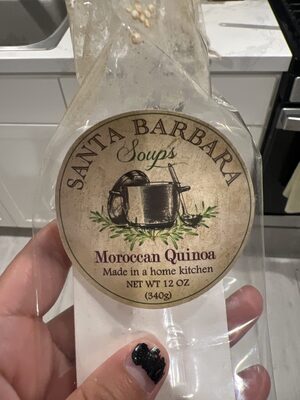 SANTA BARBARA
Soups
Moroccan Quinoa
Made in a home kitchen
NET WT 12 OZ
(340g)